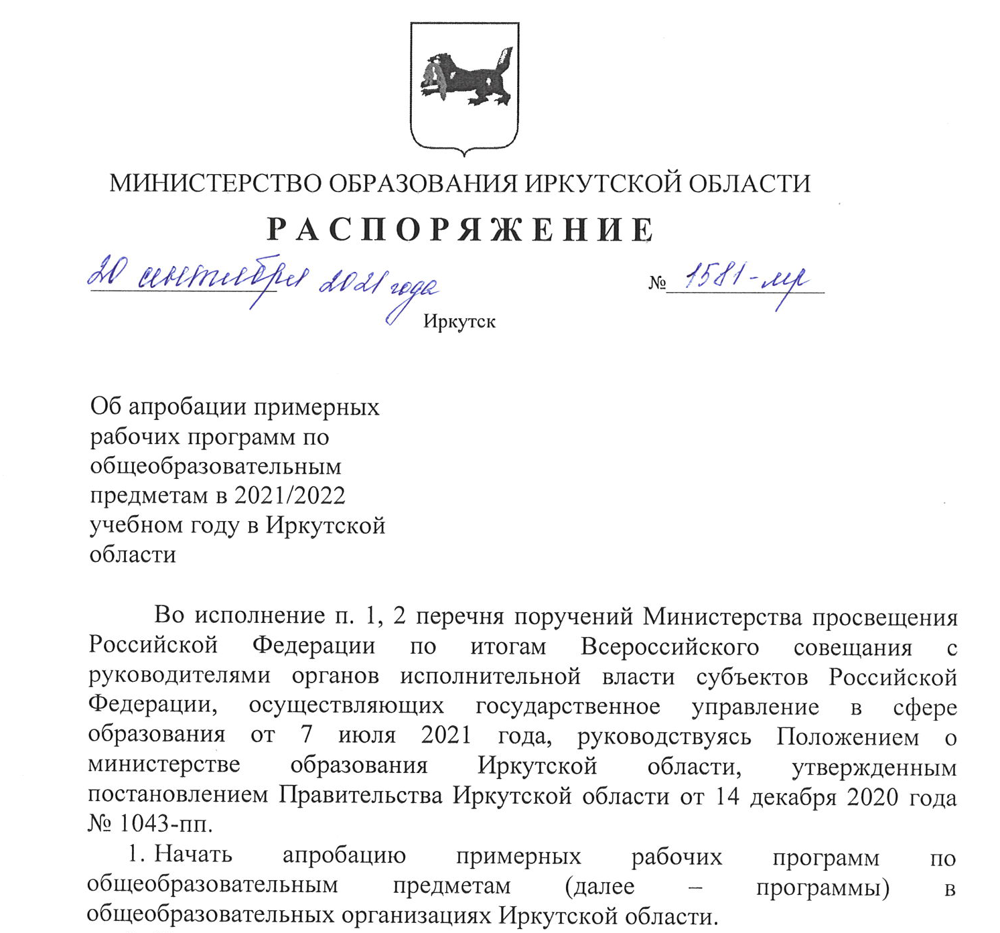 МИНИСТЕРСТВО ОБРАЗОВАНИЯ ИРКУТСКОЙ ОБЛАСТИ
РАСПОРЯЖЕНИЕ
20 сентября 2021 года № 1581-мр
Иркутск
Об апробации примерных
рабочих программ по
общеобразовательным
предметам в 2021/2022
учебном году в Иркутской
области
Во исполнение п. 1, 2 перечня поручений Министерства просвещения
Российской Федерации по итогам Всероссийского совещания с
руководителями органов исполнительной власти субъектов Российской
Федерации, осуществляющих государственное управление в сфере
образования от 7 июля 2021 года, руководствуясь Положением о
министерстве образования Иркутской области, утвержденным
постановлением Правительства Иркутской области от 14 декабря 2020 года
№ 1043-пп.
1. Начать апробацию примерных рабочих программ по
общеобразовательным предметам (далее – программы) в
общеобразовательных организациях Иркутской области.